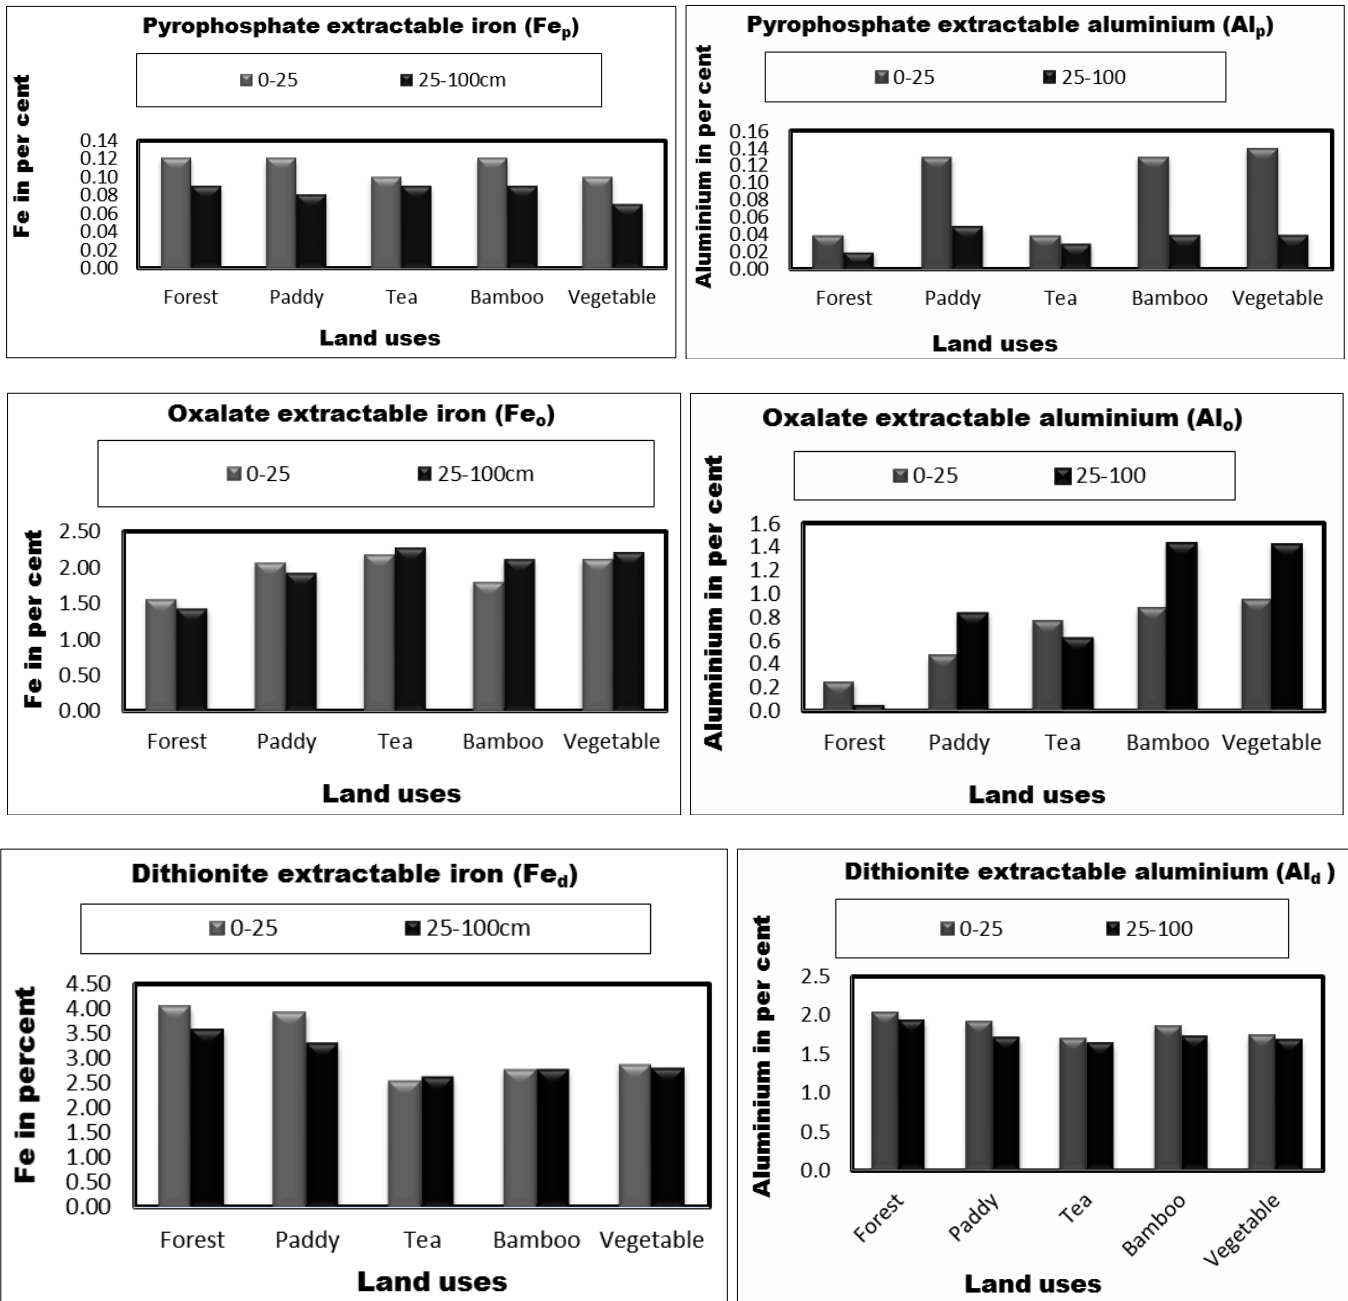 Pyrophosphate extractable iron (Fep)
0-25 25-100cm
Fe in per cent
0.14
0.12
0.10
0.08
0.06
0.04
0.02
0.00
Forest Paddy Tea Bamboo Vegetable
Land uses
Pyrophosphate extractable aluminium (Alp)
0-25 25-100
Aluminium in per cent
0.16
0.14
0.12
0.10
0.08
0.06
0.04
0.02
0.00
Forest Paddy Tea Bamboo Vegetable
Land uses
Oxalate extractable iron (Feo)
0-25 25-100cm
Fe in per cent
2.50
2.00
1.50
1.00
0.50
0.00
Forest Paddy Tea Bamboo Vegetable
Land uses
Oxalate extractable aluminium (Alo)
0-25 25-100
Aluminium in per cent
1.6
1.4
1.2
1.0
0.8
0.6
0.4
0.2
0.0
Forest Paddy Tea Bamboo Vegetable
Land uses
Dithionite extractable iron (Fed)
0-25 25-100cm
Fe in percent
4.50
4.00
3.50
3.00
2.50
2.00
1.50
1.00
0.50
0.00
Forest Paddy Tea Bamboo Vegetable
Land uses
Dithionite extractable aluminium (Ald )
0-25 25-100
Aluminium in per cent
2.5
2.0
1.5
1.0
0.5
0.0
Forest Paddy Tea Bamboo Vegetable
Land uses